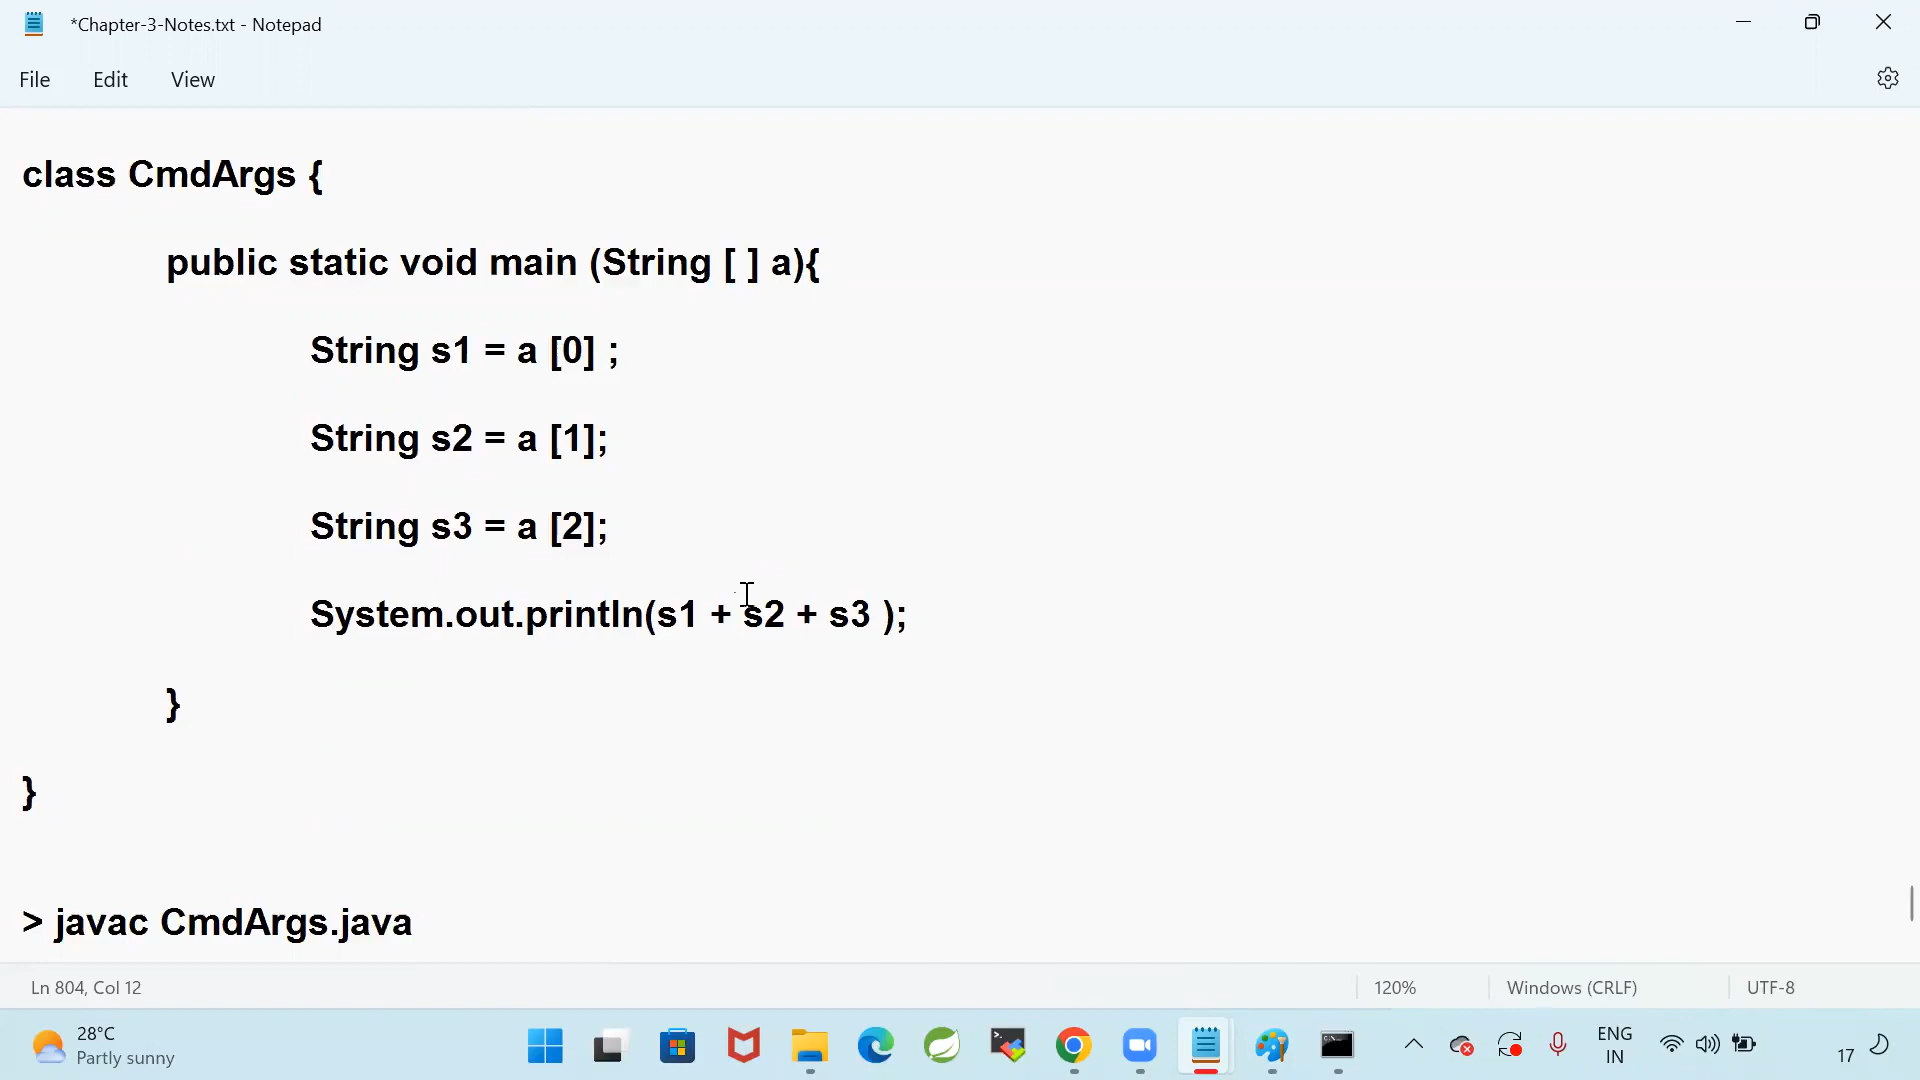 *Chapter-3-Notes.txt - Notepad
File Edit View
class CmdArgs {
public static void main (String [ ] a){
String s1 = a [0] ;
String s2 = a [1];
String s3 = a [2];
System.out.println(s1 + s2 + s3 );
}
}
> javac CmdArgs.java
Ln 804, Col 12 120% Windows (CRLF) UTF-8
28°C
Partly sunny
ENG
IN
17